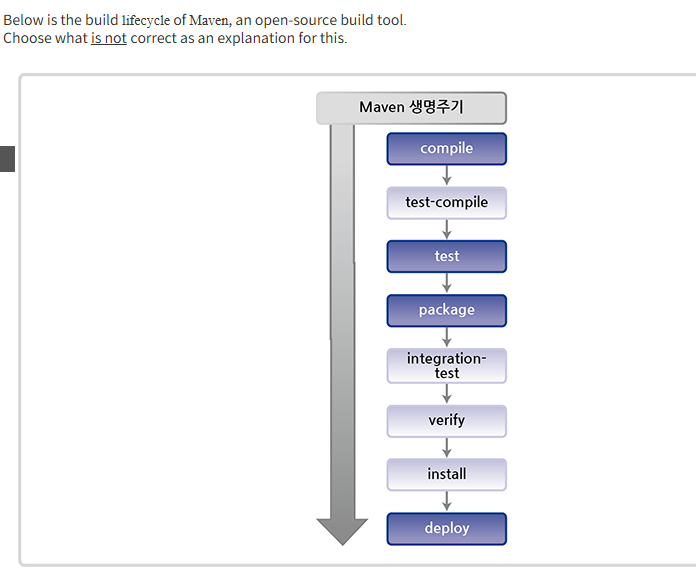 Below is the build lifecycle of Maven, an open-source build tool.
Choose what is not correct as an explanation for this.
Maven 생명주기
compile
test-compile
test
package
integration-
test
verify
install
deploy